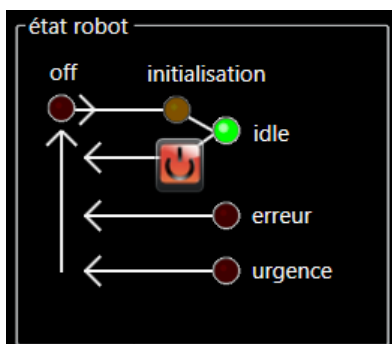 état robot
off
initialisation
idle
erreur
urgence